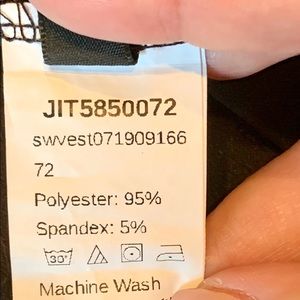 JIT5850072
swvest071909166
72
Polyester: 95%
Spandex: 5%
30°
Machine Wash